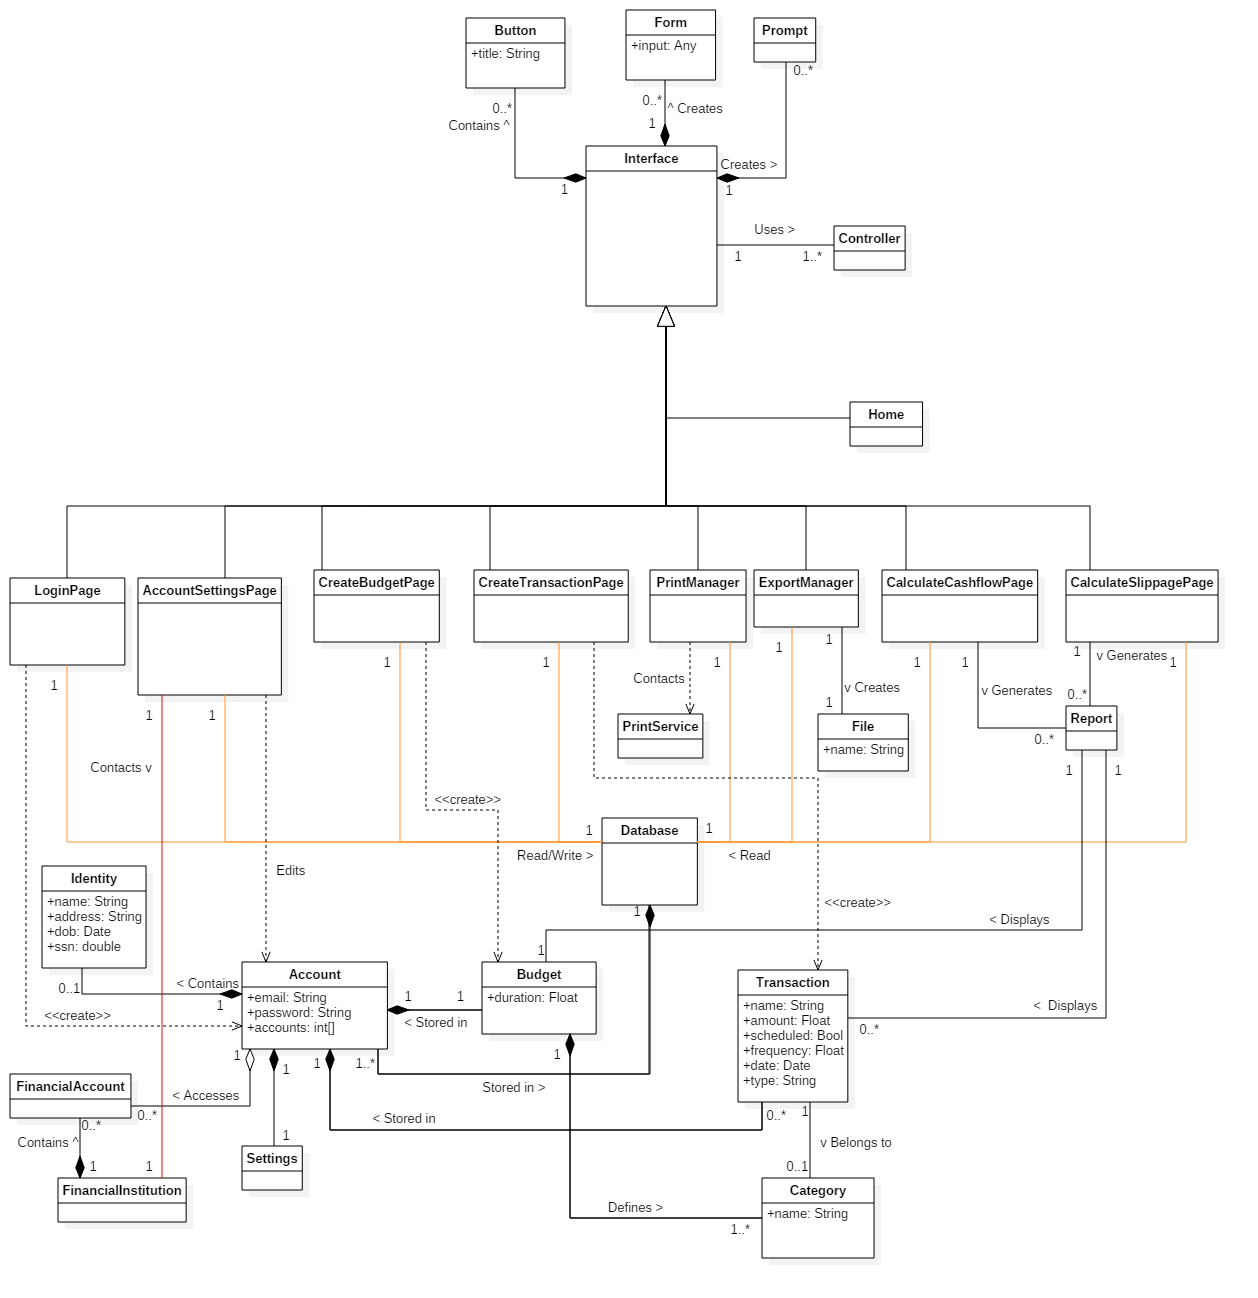 Button
+title: String
Form
+input: Any
Prompt
0..*
0..*
0..*
Contains ^
^ Creates
1
Interface
Creates >
1
1
Uses >
Controller
1
1..*
Home
LoginPage
AccountSettingsPage
CreateBudgetPage
CreateTransactionPage
PrintManager
ExportManager
CalculateCashflowPage
CalculateSlippagePage
1
1
1
1
1
1
1
1
1
1
v Generates
1
Contacts
v Creates
v Generates
0..*
1
1
1
PrintService
File
+name: String
Report
0..*
Contacts v
1
1
<<create>>
Database
1
1
Read/Write >
< Read
Edits
Identity
+name: String
+address: String
+dob: Date
+ssn: double
<<create>>
1
< Displays
1
Account
+email: String
+password: String
+accounts: int[]
Budget
+duration: Float
Transaction
+name: String
+amount: Float
+scheduled: Bool
+frequency: Float
+date: Date
+type: String
< Contains
0..1
1
1
1
< Displays
<<create>>
< Stored in
0..*
1
1
1
1..*
1
FinancialAccount
Stored in >
< Accesses
0..*
0..*
1
< Stored in
0..*
Contains ^
1
v Belongs to
1
1
Settings
0..1
FinancialInstitution
Category
+name: String
Defines >
1..*